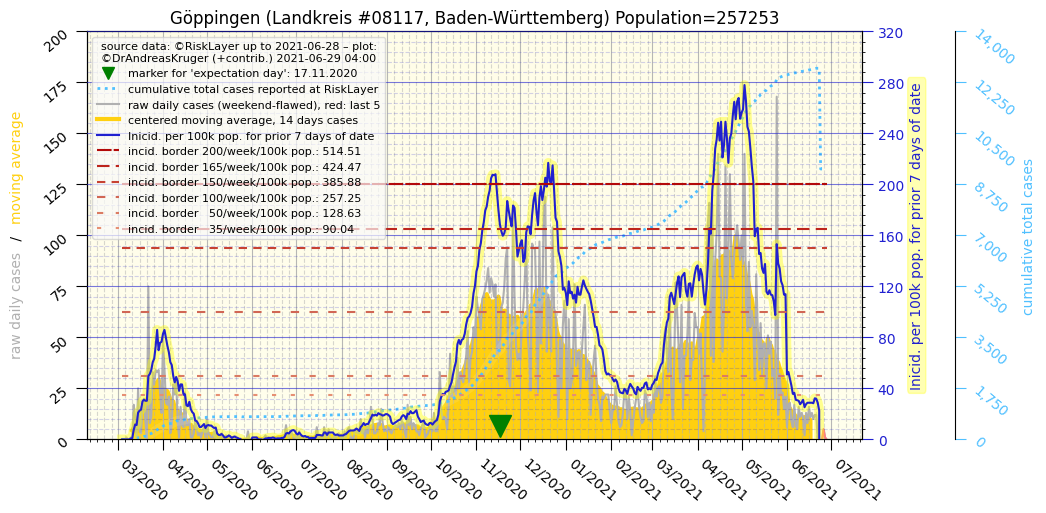 Göppingen (Landkreis #08117, Baden-Württemberg) Population=257253
source data: ©RiskLayer up to 2021-06-28 – plot:
©DrAndreasKruger (+contrib.) 2021-06-29 04:00
marker for 'expectation day': 17.11.2020
cumulative total cases reported at RiskLayer
raw daily cases (weekend-flawed), red: last 5
centered moving average, 14 days cases
Inicid. per 100k pop. for prior 7 days of date
incid. border 200/week/100k pop.: 514.51
incid. border 165/week/100k pop.: 424.47
incid. border 150/week/100k pop.: 385.88
incid. border 100/week/100k pop.: 257.25
incid. border   50/week/100k pop.: 128.63
incid. border   35/week/100k pop.: 90.04
raw daily cases / moving average
200
175
150
125
100
75
50
25
0
03/2020
04/2020
05/2020
06/2020
07/2020
08/2020
09/2020
10/2020
11/2020
12/2020
01/2021
02/2021
03/2021
04/2021
05/2021
06/2021
07/2021
320
280
240
200
160
120
80
40
0
Inicid. per 100k pop. for prior 7 days of date
14,000
12,250
10,500
8,750
7,000
5,250
3,500
1,750
0
cumulative total cases